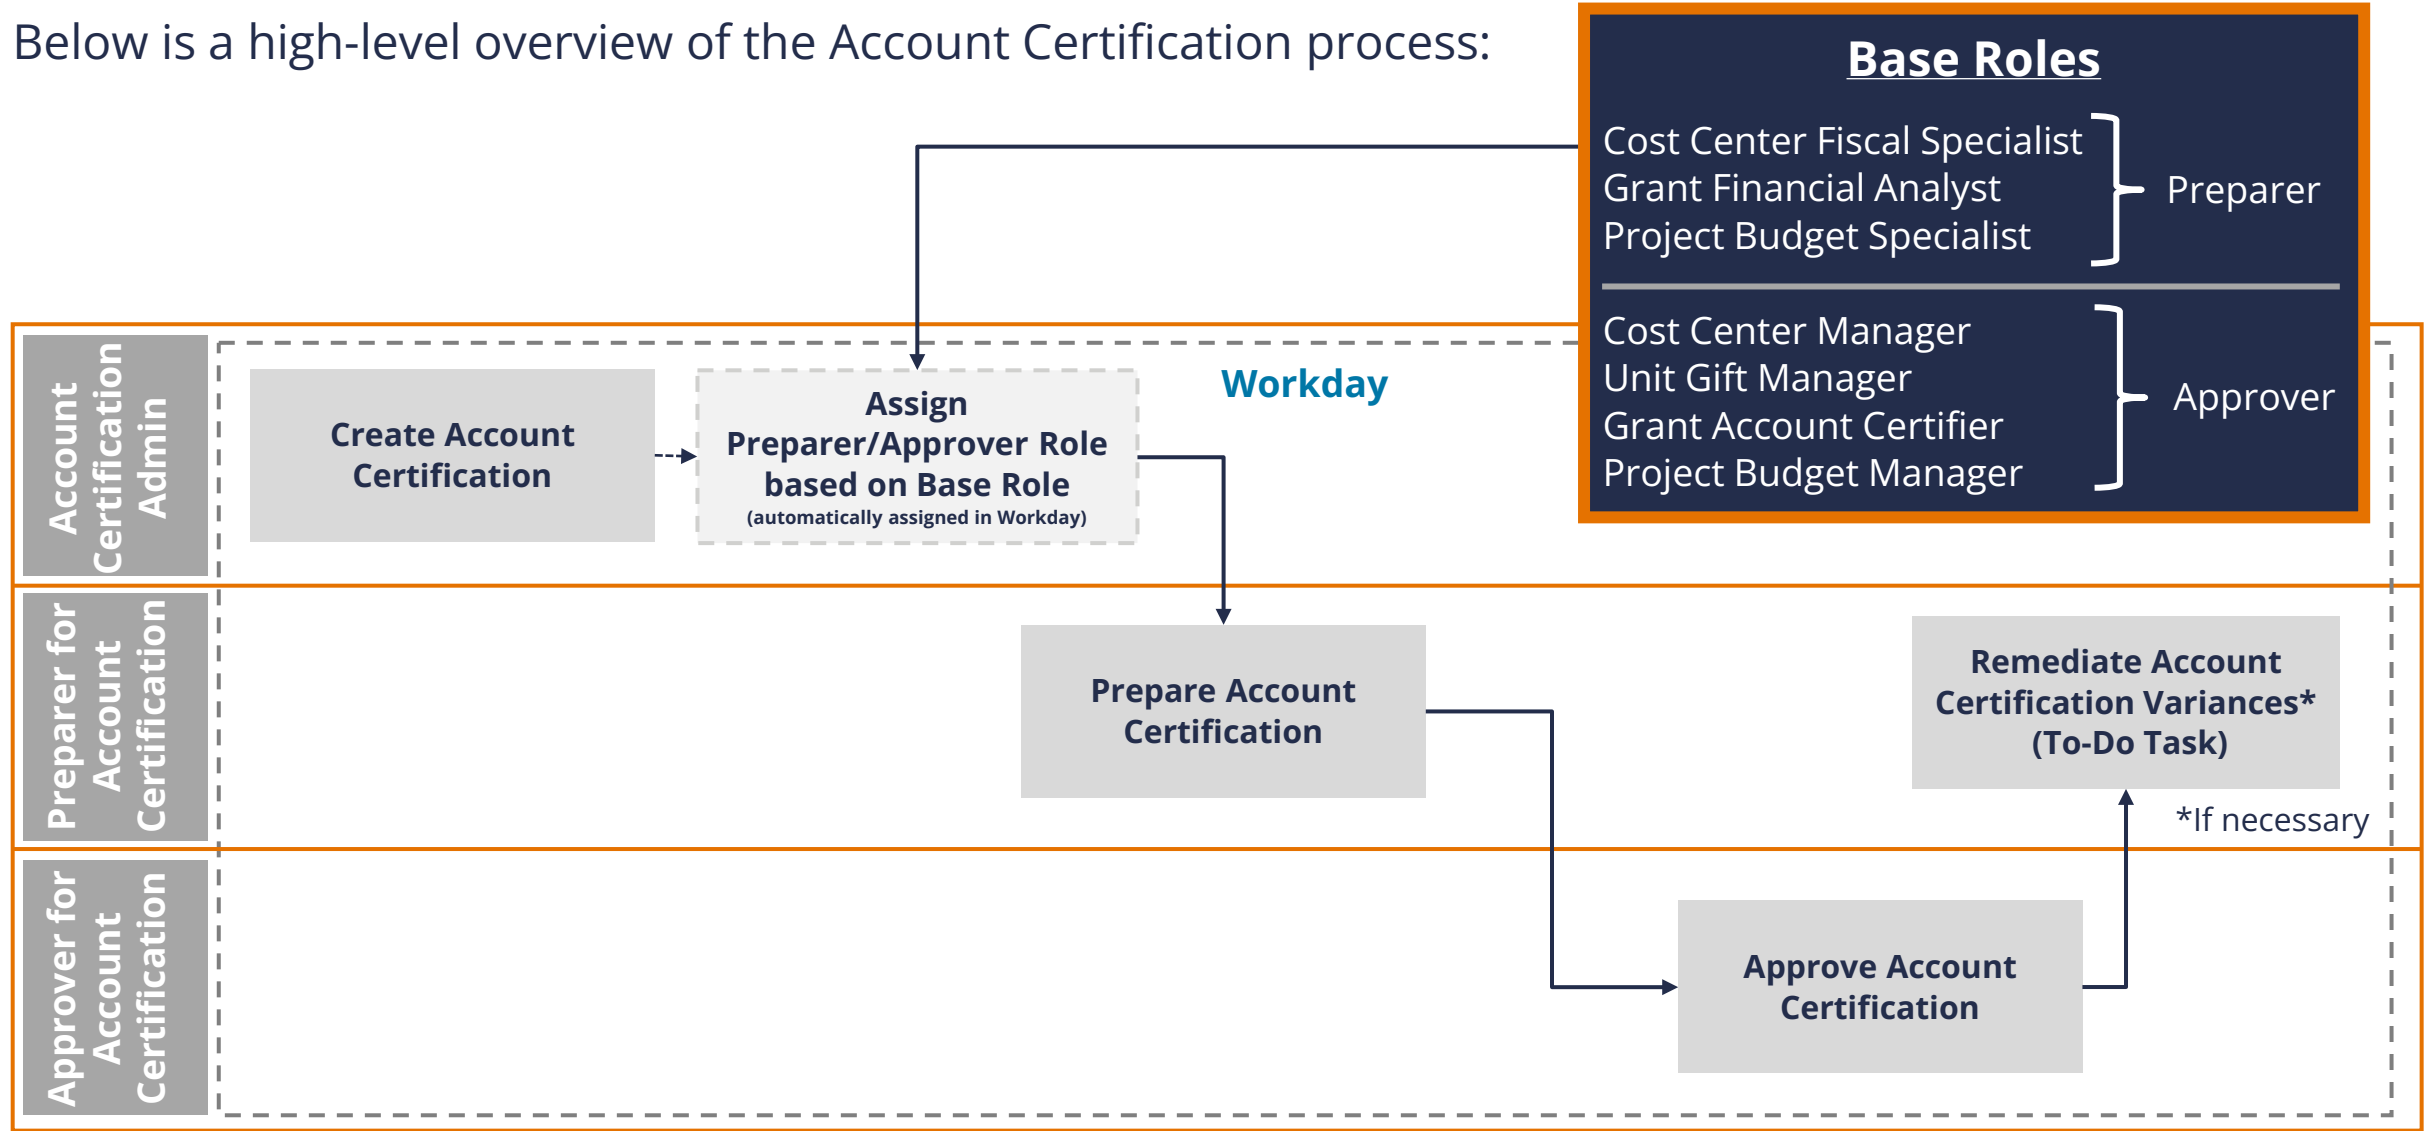 Below is a high-level overview of the Account Certification process:
Base Roles
Cost Center Fiscal Specialist
Grant Financial Analyst
Project Budget Specialist
Preparer
Cost Center Manager
Unit Gift Manager
Grant Account Certifier
Project Budget Manager
Approver
Account
Certification
Admin
Create Account
Certification
Assign
Preparer/Approver Role
based on Base Role
(automatically assigned in Workday)
Workday
Preparer for
Account
Certification
Prepare Account
Certification
Remediate Account
Certification Variances*
(To-Do Task)
*If necessary
Approver for
Account
Certification
Approve Account
Certification